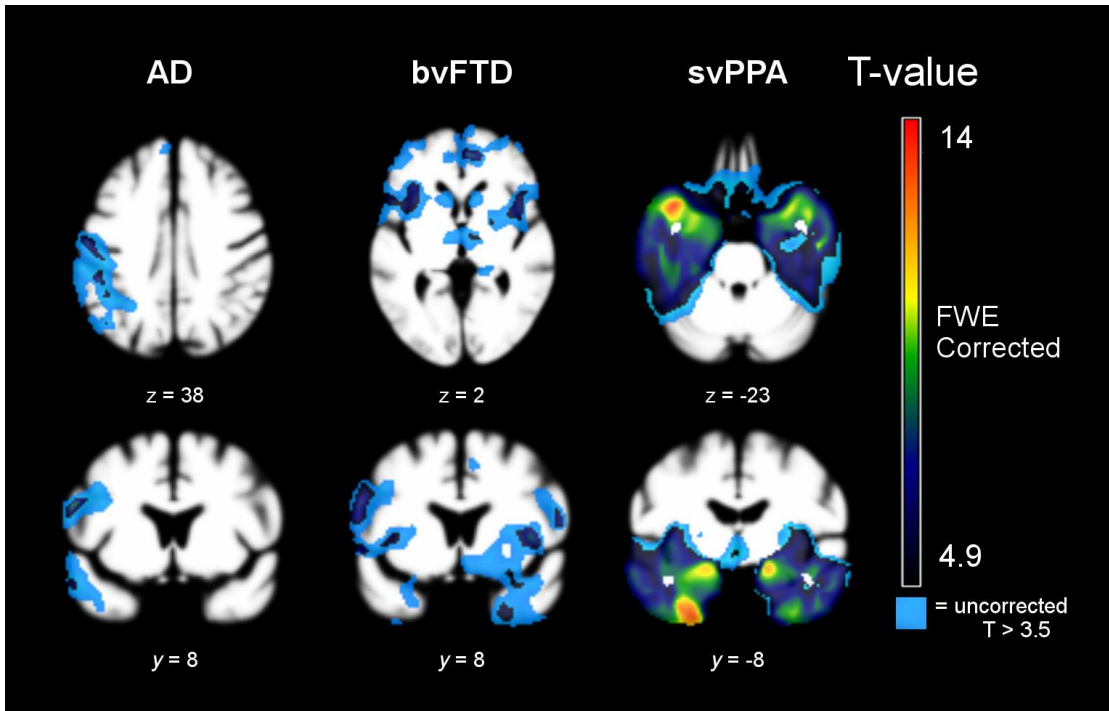 AD
bvFTD
svPPA
T-value
14
z = 38
z = 2
z = -23
FWE
Corrected
4.9
= uncorrected
T > 3.5
y = 8
y = 8
y = -8